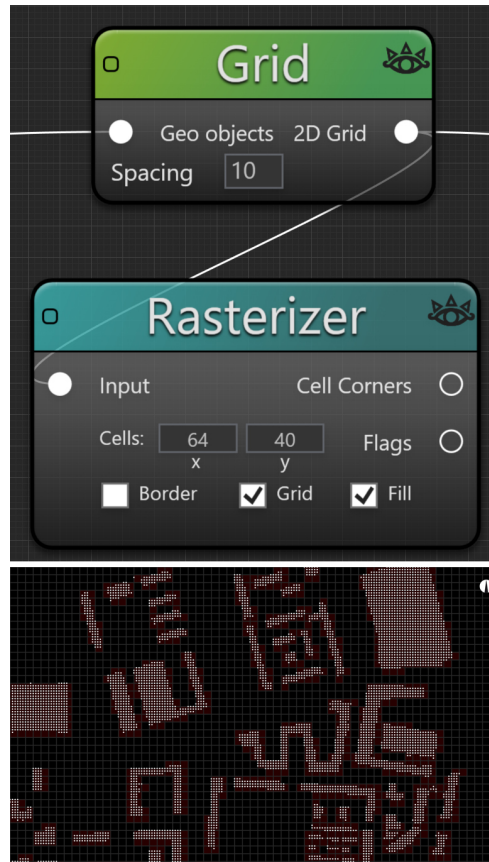 Grid
Geo objects 2D Grid
Spacing 10
Rasterizer
Input Cell Corners
Cells: 64 40 Flags
x y
Border Grid Fill